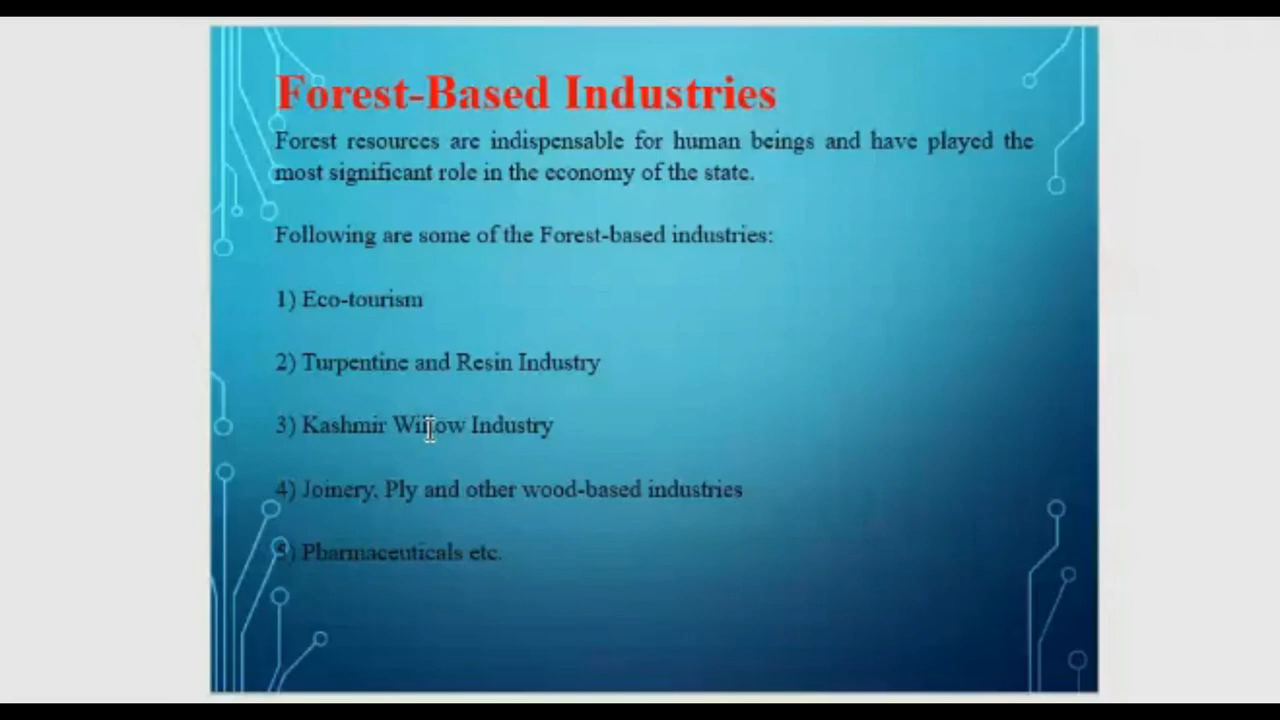 Forest-Based Industries
Forest resources are indispensable for human beings and have played the
most significant role in the economy of the state.
Following are some of the Forest-based industries:
1) Eco-tourism
2) Turpentine and Resin Industry
3) Kashmir Willow Industry
4) Joinery, Ply and other wood-based industries
5) Pharmaceuticals etc.